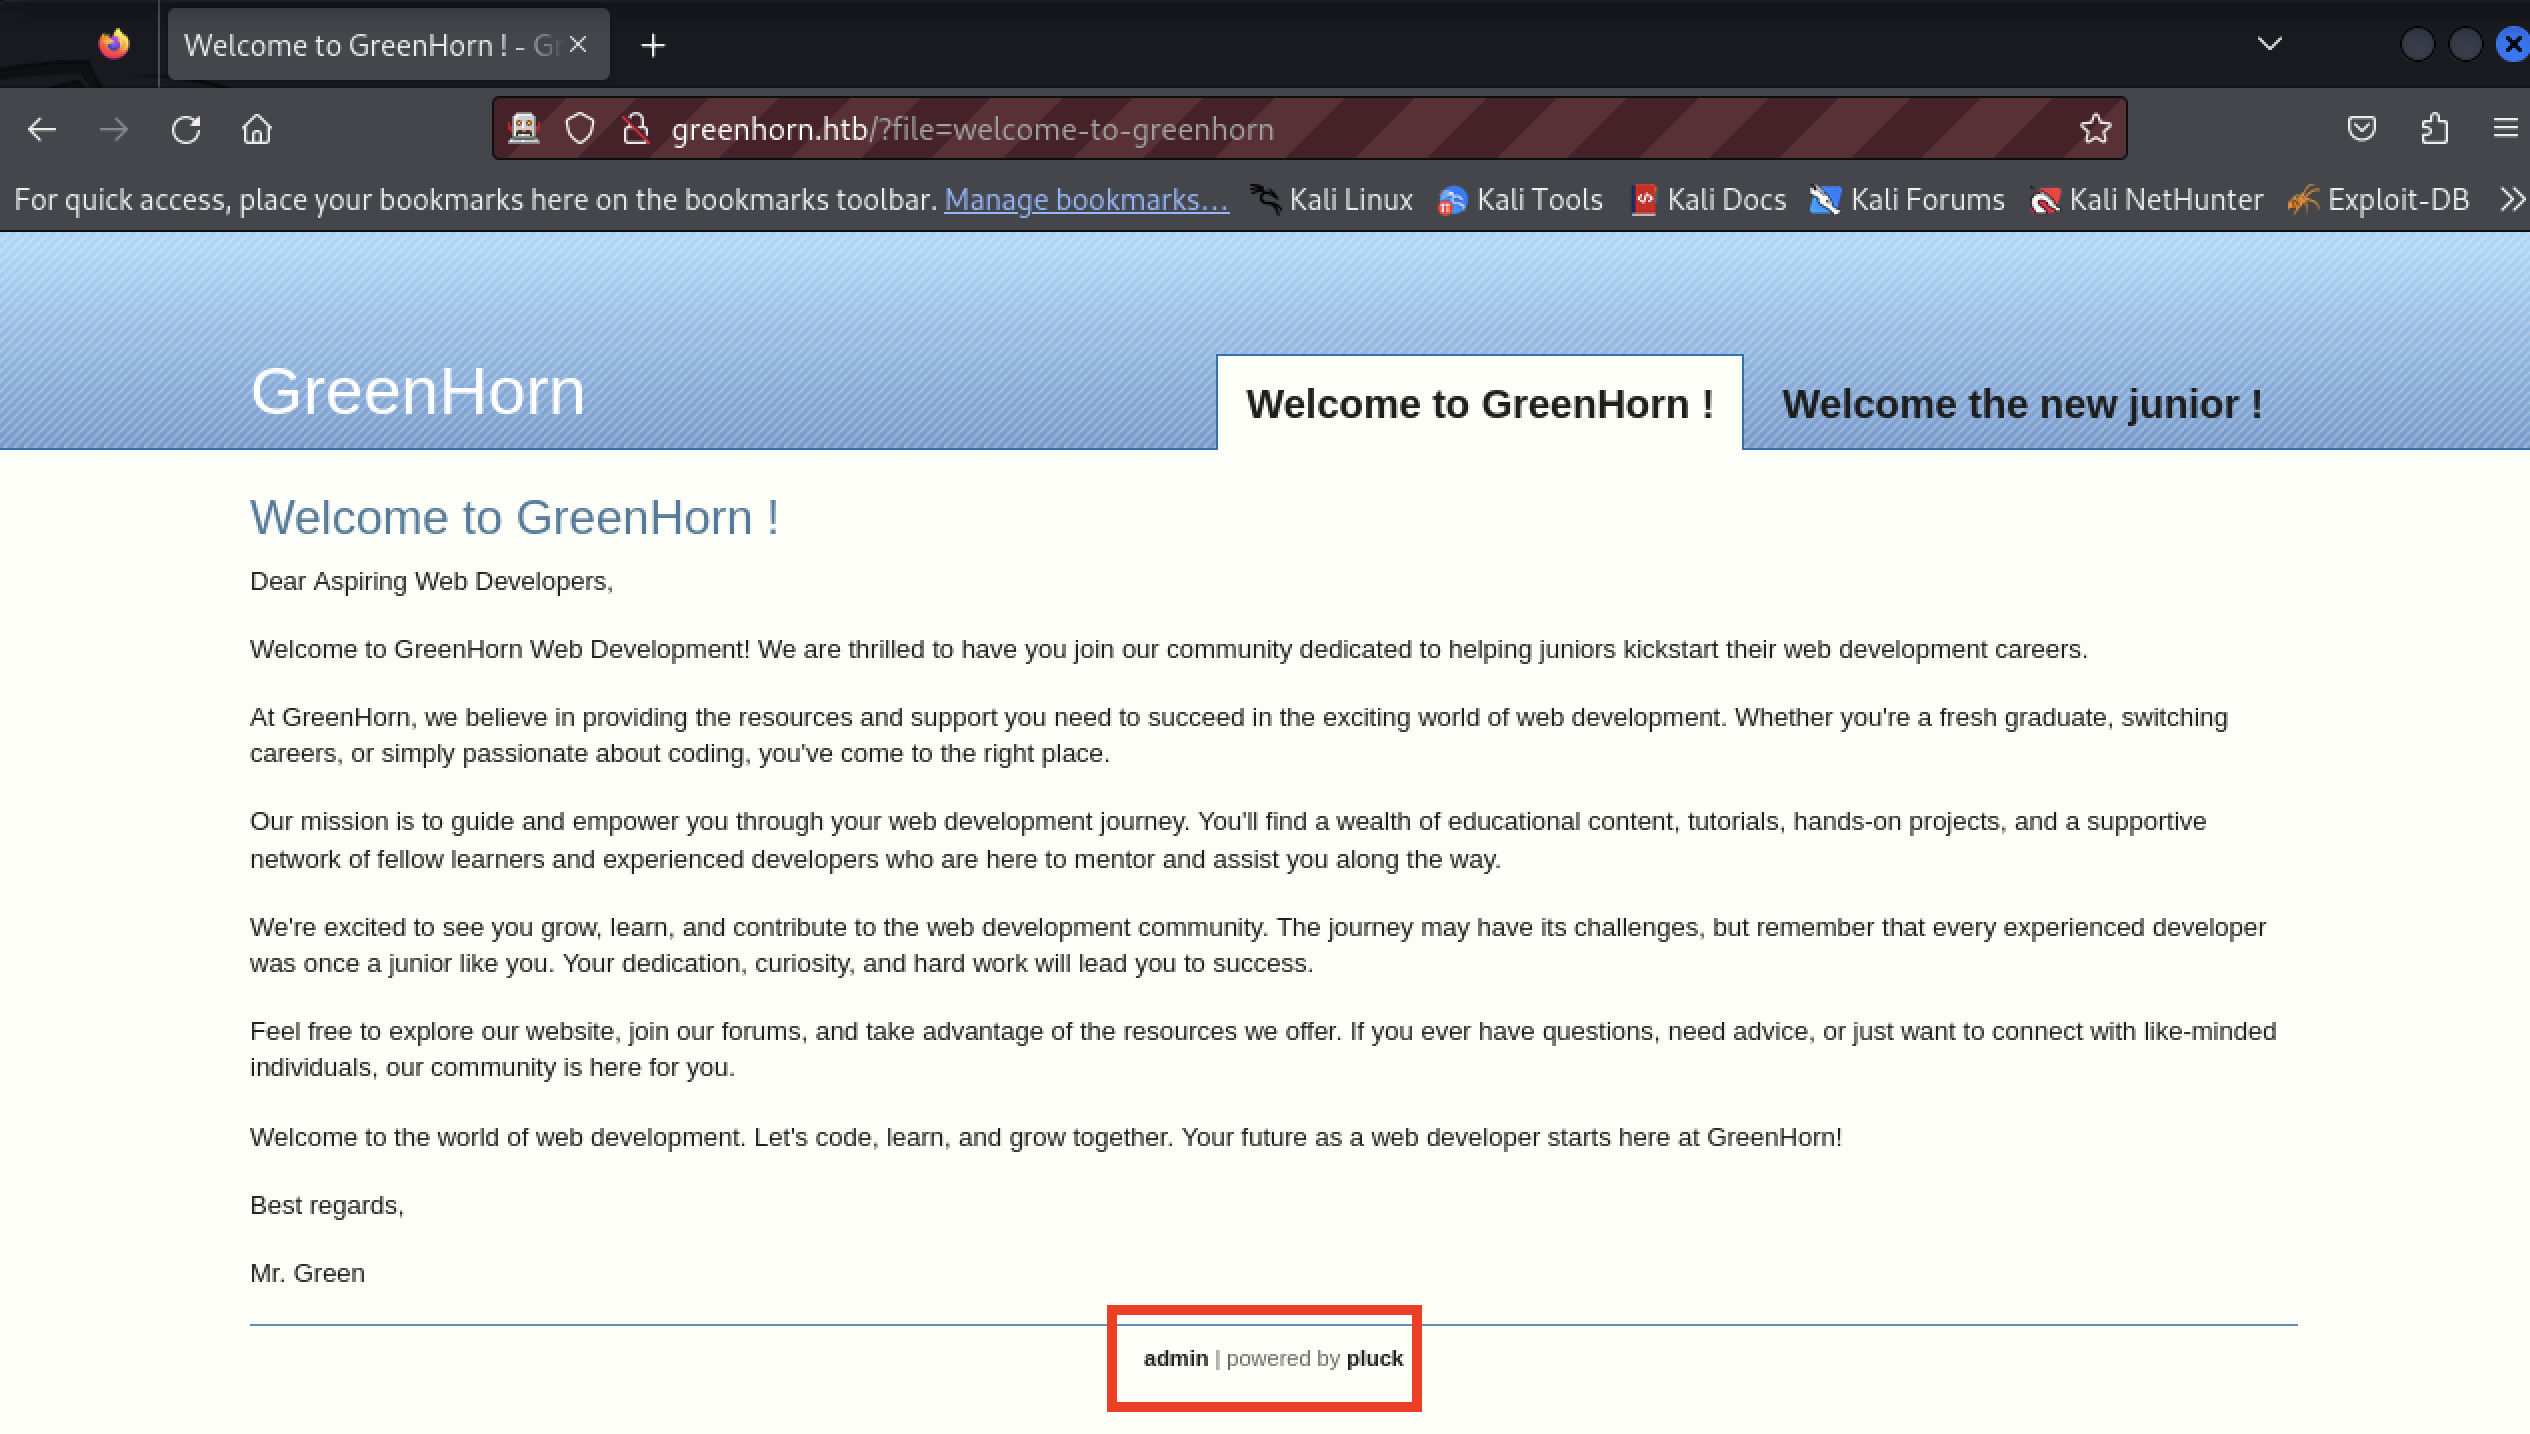 Welcome to GreenHorn ! - Gr
greenhorn.htb/?file=welcome-to-greenhorn
For quick access, place your bookmarks here on the bookmarks toolbar. Manage bookmarks... Kali Linux Kali Tools Kali Docs Kali Forums Kali NetHunter Exploit-DB
GreenHorn
Welcome to GreenHorn ! Welcome the new junior !
Welcome to GreenHorn !
Dear Aspiring Web Developers,
Welcome to GreenHorn Web Development! We are thrilled to have you join our community dedicated to helping juniors kickstart their web development careers.
At GreenHorn, we believe in providing the resources and support you need to succeed in the exciting world of web development. Whether you're a fresh graduate, switching
careers, or simply passionate about coding, you've come to the right place.
Our mission is to guide and empower you through your web development journey. You'll find a wealth of educational content, tutorials, hands-on projects, and a supportive
network of fellow learners and experienced developers who are here to mentor and assist you along the way.
We're excited to see you grow, learn, and contribute to the web development community. The journey may have its challenges, but remember that every experienced developer
was once a junior like you. Your dedication, curiosity, and hard work will lead you to success.
Feel free to explore our website, join our forums, and take advantage of the resources we offer. If you ever have questions, need advice, or just want to connect with like-minded
individuals, our community is here for you.
Welcome to the world of web development. Let's code, learn, and grow together. Your future as a web developer starts here at GreenHorn!
Best regards,
Mr. Green
admin | powered by pluck